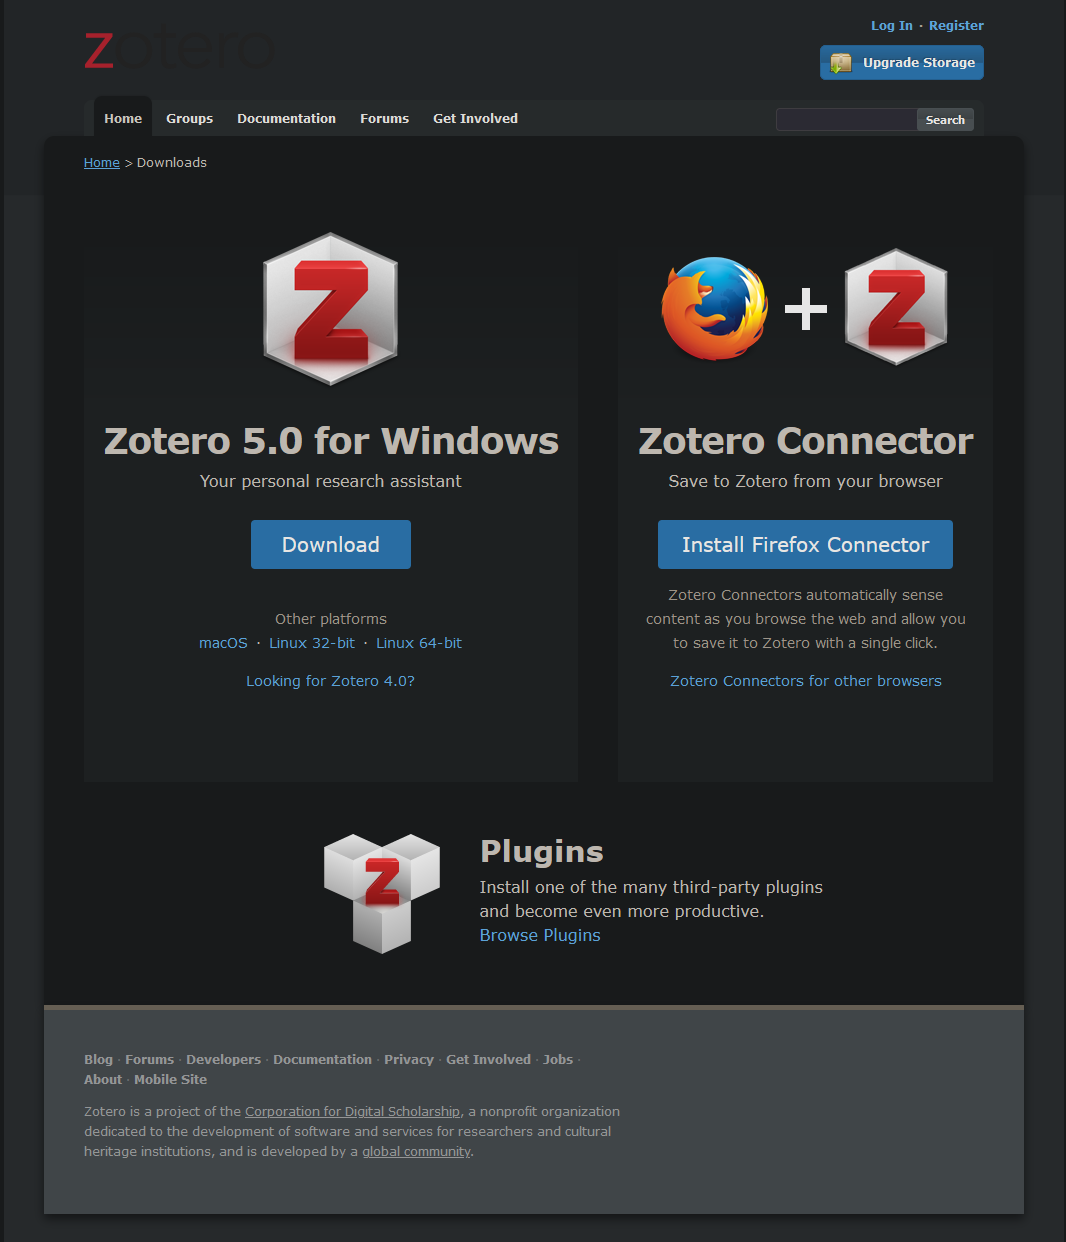 zotero
Log In · Register
Upgrade Storage
Home Groups Documentation Forums Get Involved Search
Home > Downloads
Z
Z
Zotero 5.0 for Windows
Your personal research assistant
Download
Other platforms
macOS · Linux 32-bit · Linux 64-bit
Looking for Zotero 4.0?
Zotero Connector
Save to Zotero from your browser
Install Firefox Connector
Zotero Connectors automatically sense
content as you browse the web and allow you
to save it to Zotero with a single click.
Zotero Connectors for other browsers
Z
Plugins
Install one of the many third-party plugins
and become even more productive.
Browse Plugins
Blog · Forums · Developers · Documentation · Privacy · Get Involved · Jobs ·
About · Mobile Site
Zotero is a project of the Corporation for Digital Scholarship, a nonprofit organization
dedicated to the development of software and services for researchers and cultural
heritage institutions, and is developed by a global community.